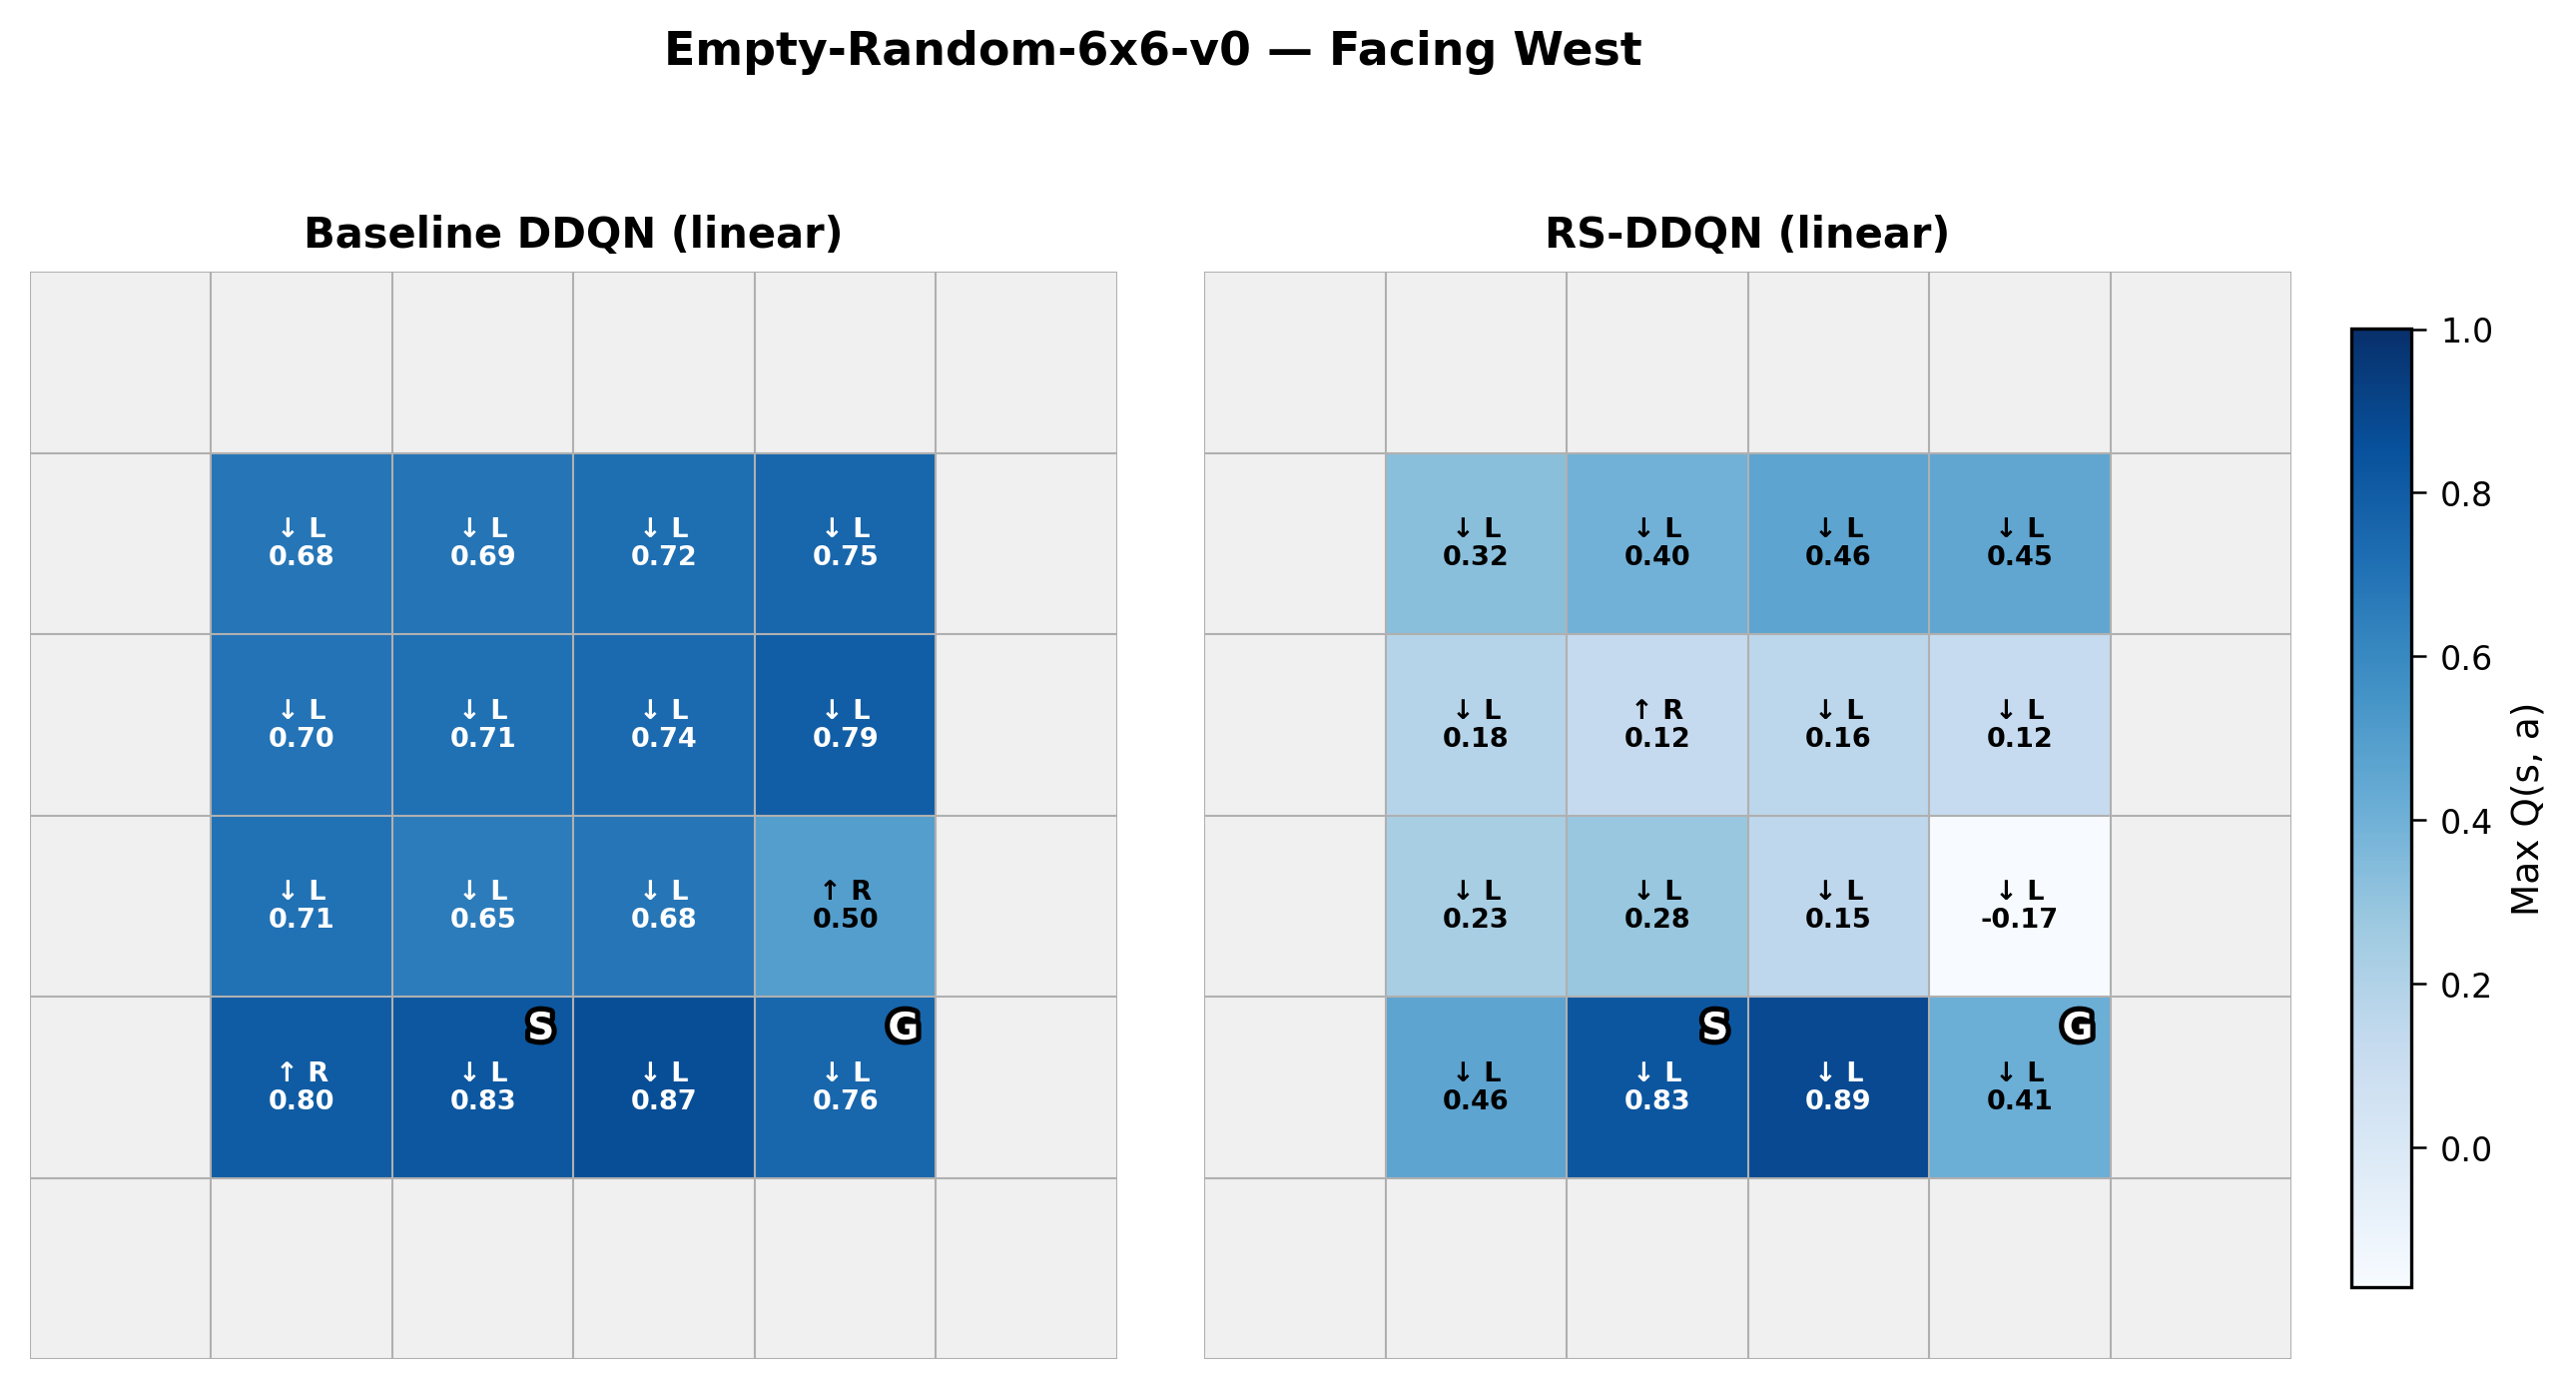 Empty-Random-6x6-v0 — Facing West
Baseline DDQN (linear)
↓ L ↓ L ↓ L ↓ L
0.68 0.69 0.72 0.75
↓ L ↓ L ↓ L ↓ L
0.70 0.71 0.74 0.79
↓ L ↓ L ↓ L ↑ R
0.71 0.65 0.68 0.50
S G
↑ R ↓ L ↓ L ↓ L
0.80 0.83 0.87 0.76
RS-DDQN (linear)
↓ L ↓ L ↓ L ↓ L
0.32 0.40 0.46 0.45
↓ L ↑ R ↓ L ↓ L
0.18 0.12 0.16 0.12
↓ L ↓ L ↓ L ↓ L
0.23 0.28 0.15 -0.17
S G
↓ L ↓ L ↓ L ↓ L
0.46 0.83 0.89 0.41
1.0
0.8
0.6
0.4
0.2
0.0
Max Q(s, a)